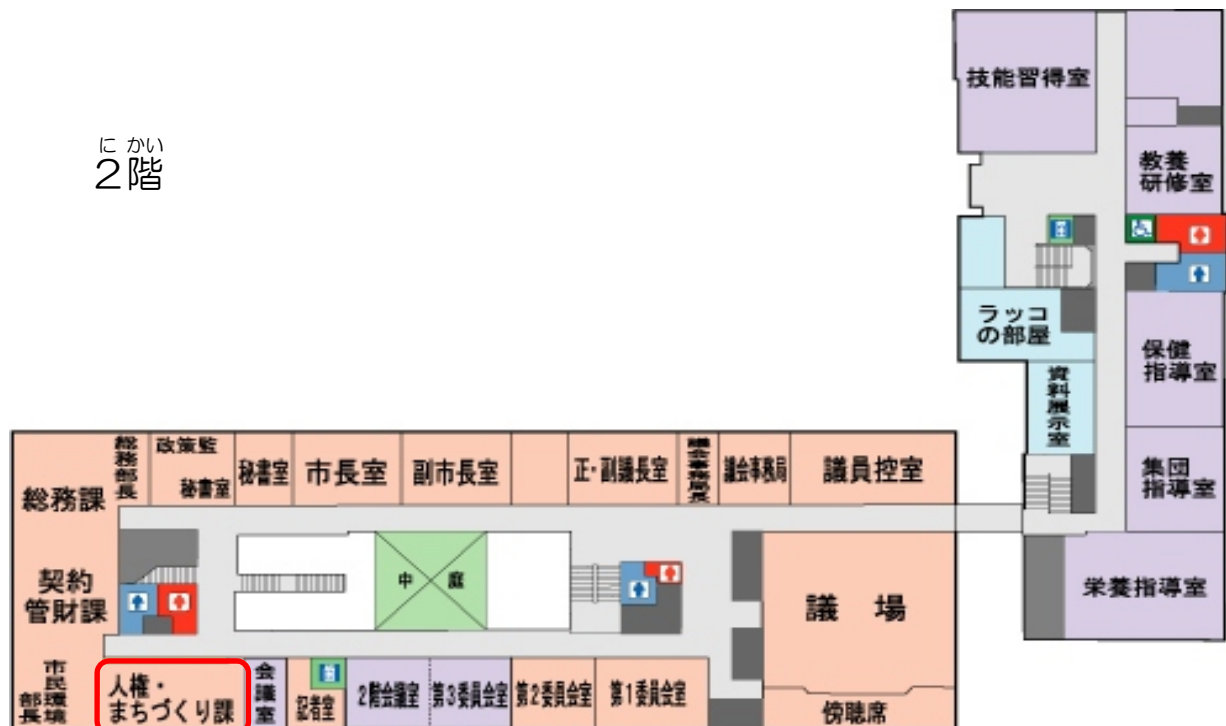 に かい
2階
技能習得室
教養
研修室
ラッコ
の部屋
保健
指導室
資料展示室
集団
指導室
栄養指導室
総務課
総務部長
政策監
秘書室
秘書室
市長室
副市長室
正・副議長室
議会事務局長
議会事務局
議員控室
契約
管財課
中庭
議場
市民環境
部長
人権・
まちづくり課
会議室
記者室
2階会議室
第3委員会室
第2委員会室
第1委員会室
傍聴席